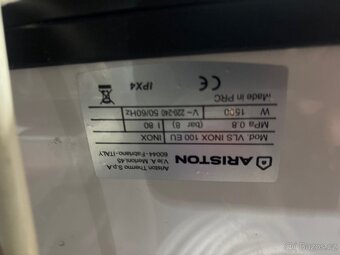 ARISTON
Ariston Thermo S.p.A.
Via A. Merloni 45
60044 - Fabriano - ITALY
Mod. VLS INOX 100 EU
INOX
MPa 0.8 (bar 8) l 80
W 1500 V~ 220-240 50/60Hz
IPX4
CE
Made in PRC